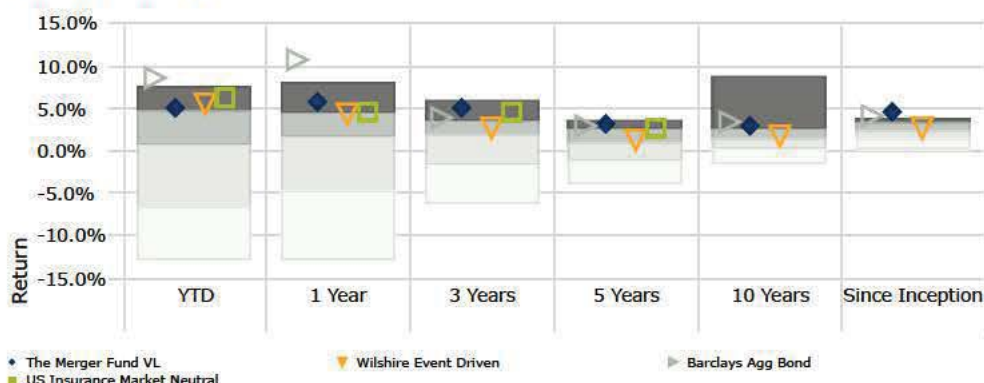 15.0%
10.0%
5.0%
0.0%
-5.0%
-10.0%
-15.0%
Return
YTD 1 Year 3 Years 5 Years 10 Years Since Inception
The Merger Fund VL Wilshire Event Driven Barclays Agg Bond
US Insurance Market Neutral